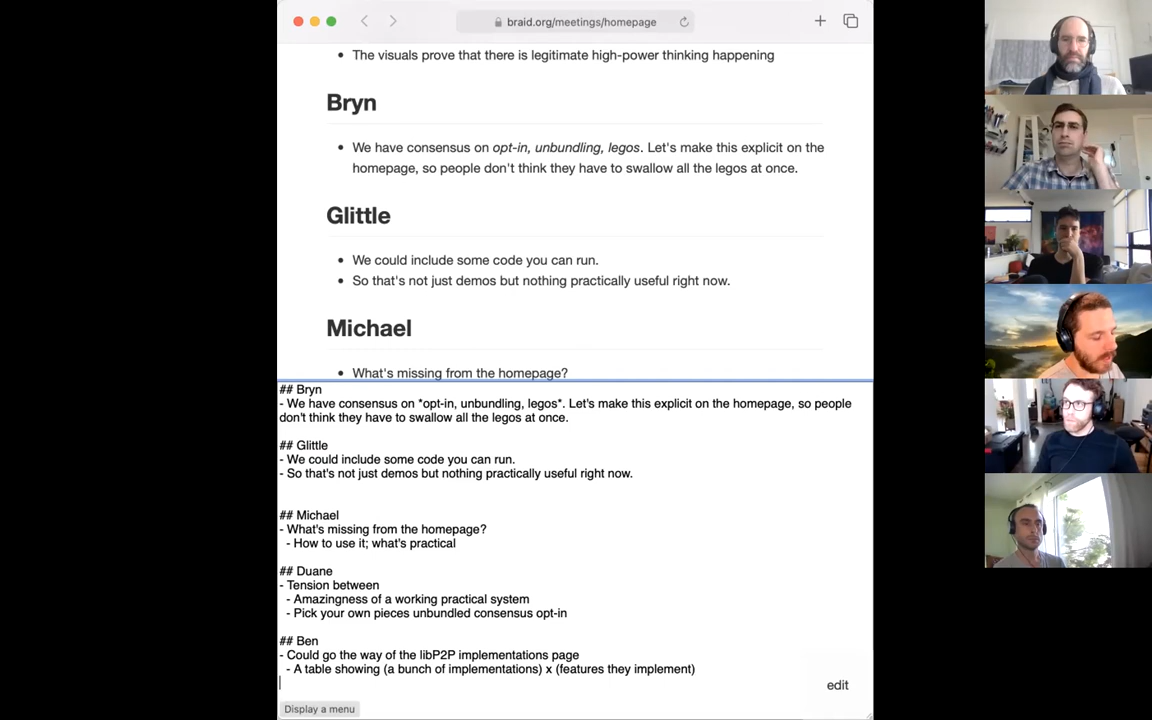 braid.org/meetings/homepage
• The visuals prove that there is legitimate high-power thinking happening
Bryn
• We have consensus on opt-in, unbundling, legos. Let's make this explicit on the
homepage, so people don't think they have to swallow all the legos at once.
Glittle
• We could include some code you can run.
• So that's not just demos but nothing practically useful right now.
Michael
• What's missing from the homepage?
## Bryn
- We have consensus on *opt-in, unbundling, legos*. Let's make this explicit on the homepage, so people
don't think they have to swallow all the legos at once.
## Glittle
- We could include some code you can run.
- So that's not just demos but nothing practically useful right now.
## Michael
- What's missing from the homepage?
- How to use it; what's practical
## Duane
- Tension between
- Amazingness of a working practical system
- Pick your own pieces unbundled consensus opt-in
## Ben
- Could go the way of the libP2P implementations page
- A table showing (a bunch of implementations) x (features they implement)
edit
Display a menu